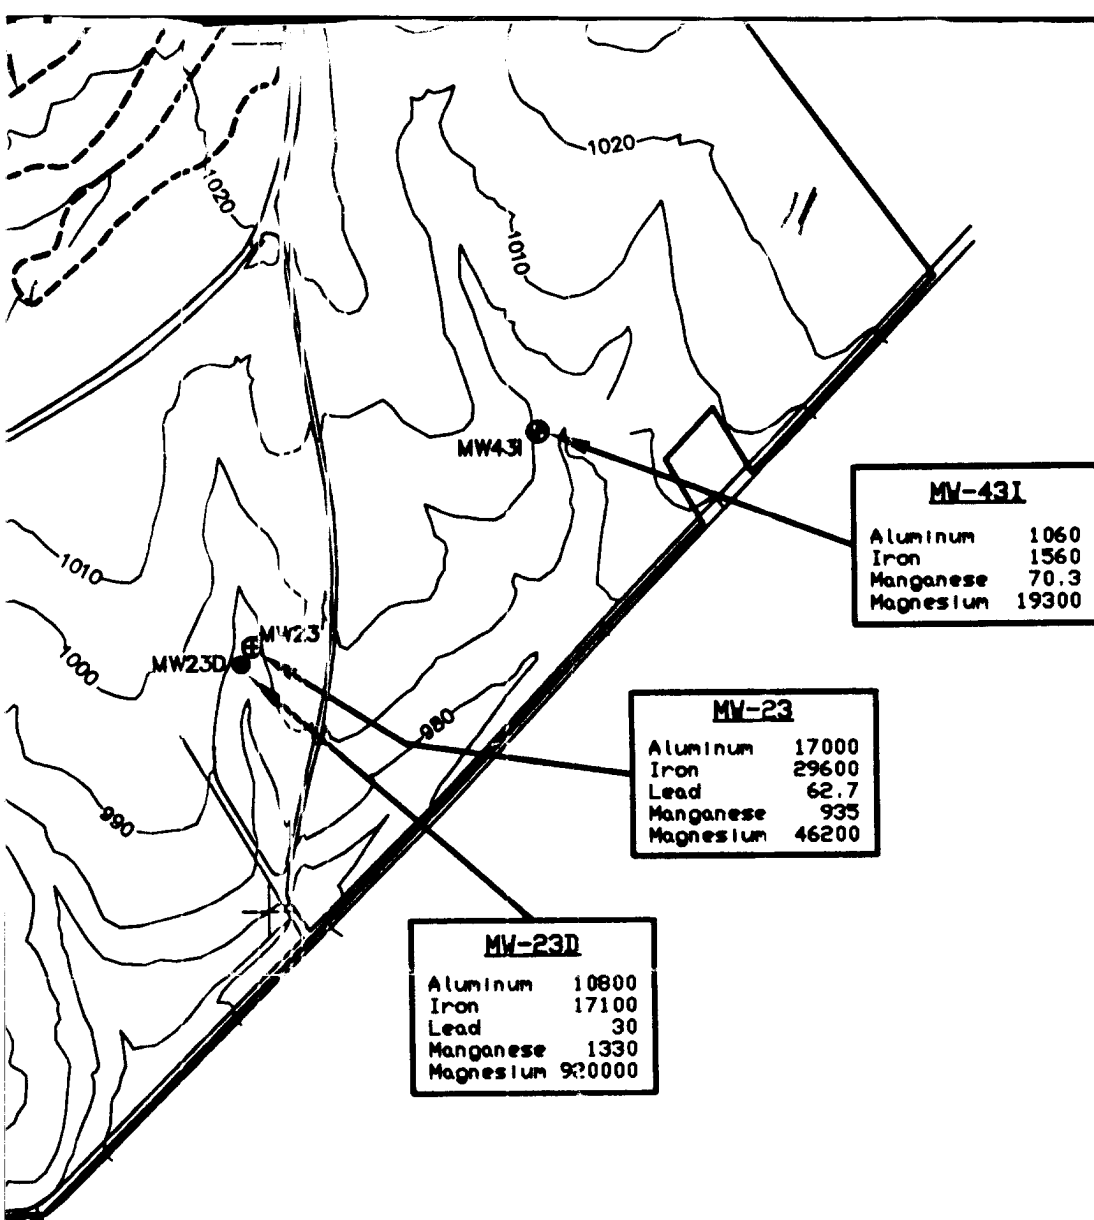 1020
1020
1010
MW43I
MW-43I
Aluminum 1060
Iron 1560
Manganese 70.3
Magnesium 19300
1010
MW23
1000
MW23D
MW-23
Aluminum 17000
Iron 29600
Lead 62.7
Manganese 935
Magnesium 46200
980
990
MW-23D
Aluminum 10800
Iron 17100
Lead 30
Manganese 1330
Magnesium